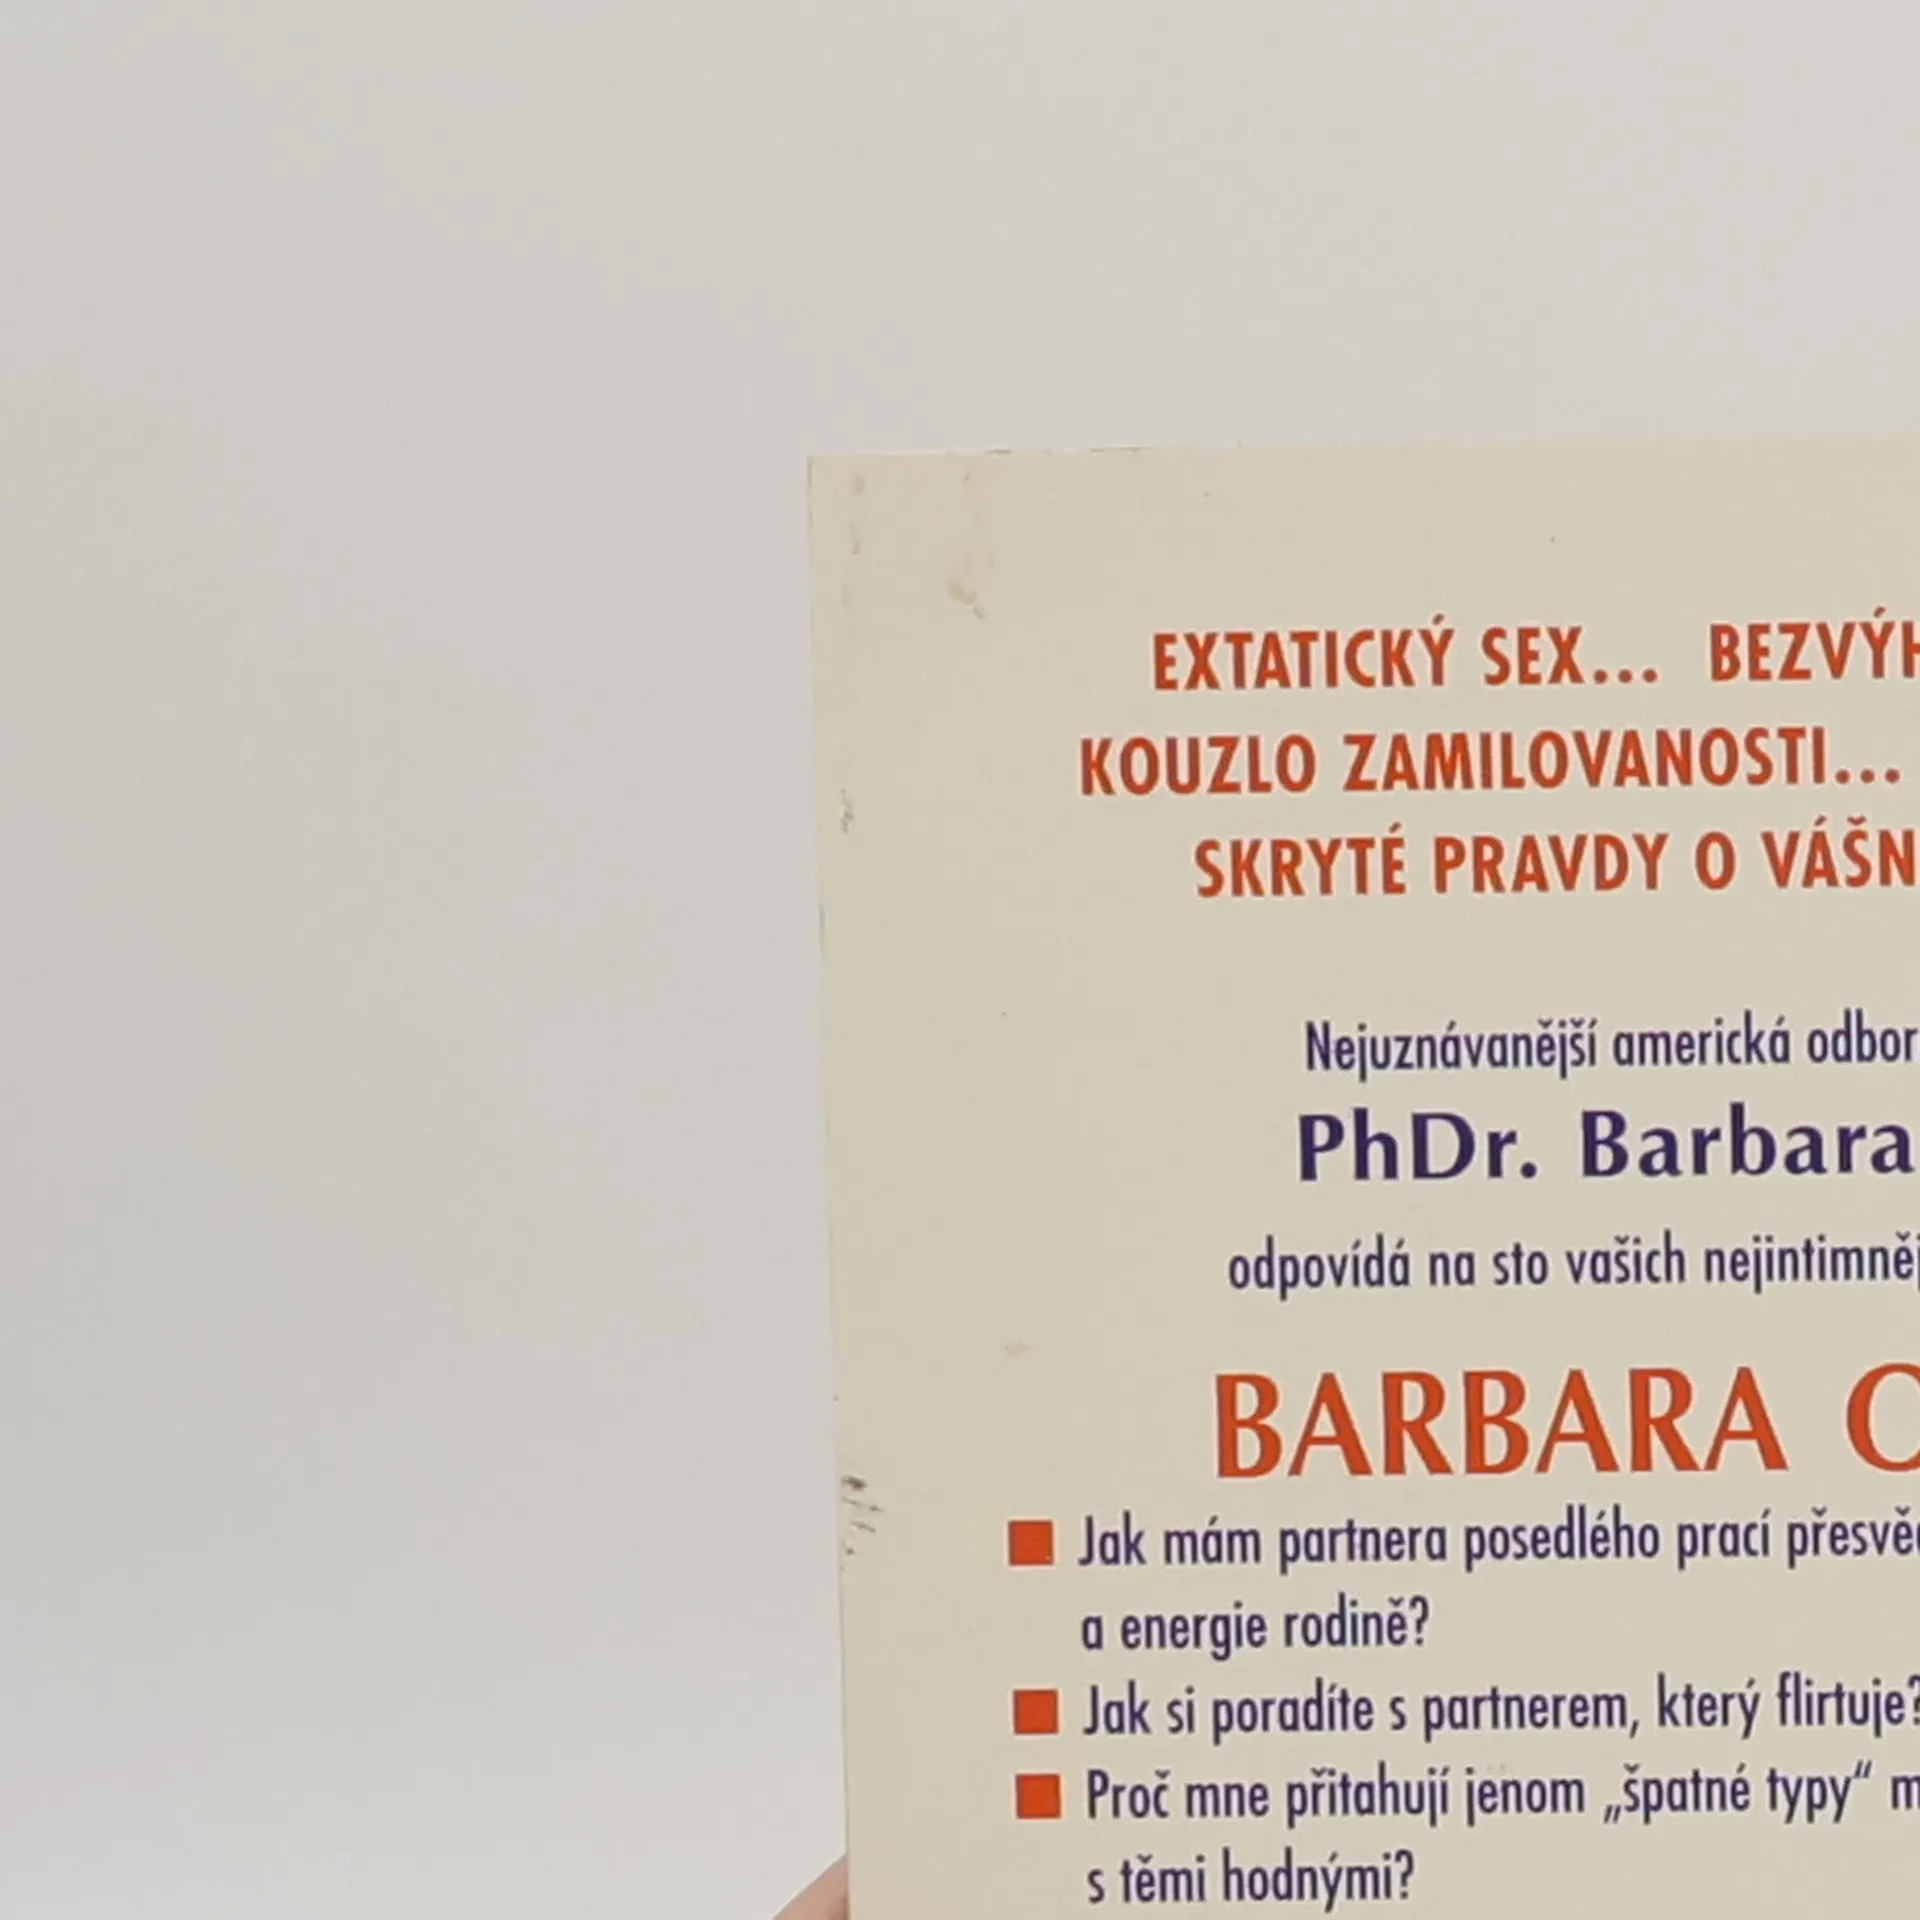 EXTATICKÝ SEX... BEZVÝH
KOUZLO ZAMILOVANOSTI...
SKRYTÉ PRAVDY O VÁŠN
Nejuznávanější americká odbor
PhDr. Barbara
odpovídá na sto vašich nejintimněj
BARBARA
Jak mám partnera posedlého prací přesvěd
a energie rodině?
Jak si poradíte s partnerem, který flirtuje?
Proč mne přitahují jenom „špatné typy“ m
s těmi hodnými?